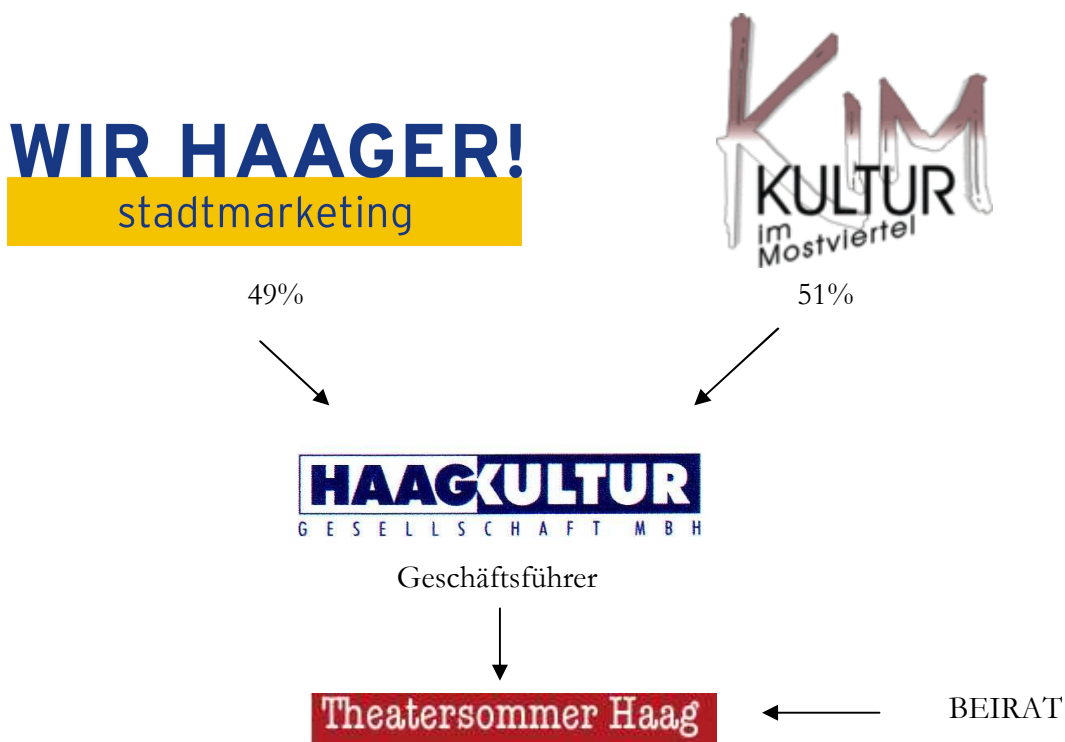 WIR HAAGER!
stadtmarketing
49%
KiM
KULTUR
im
Mostviertel
51%
HAAGKULTUR
GESELLSCHAFT MBH
Geschäftsführer
Theatersommer Haag
BEIRAT